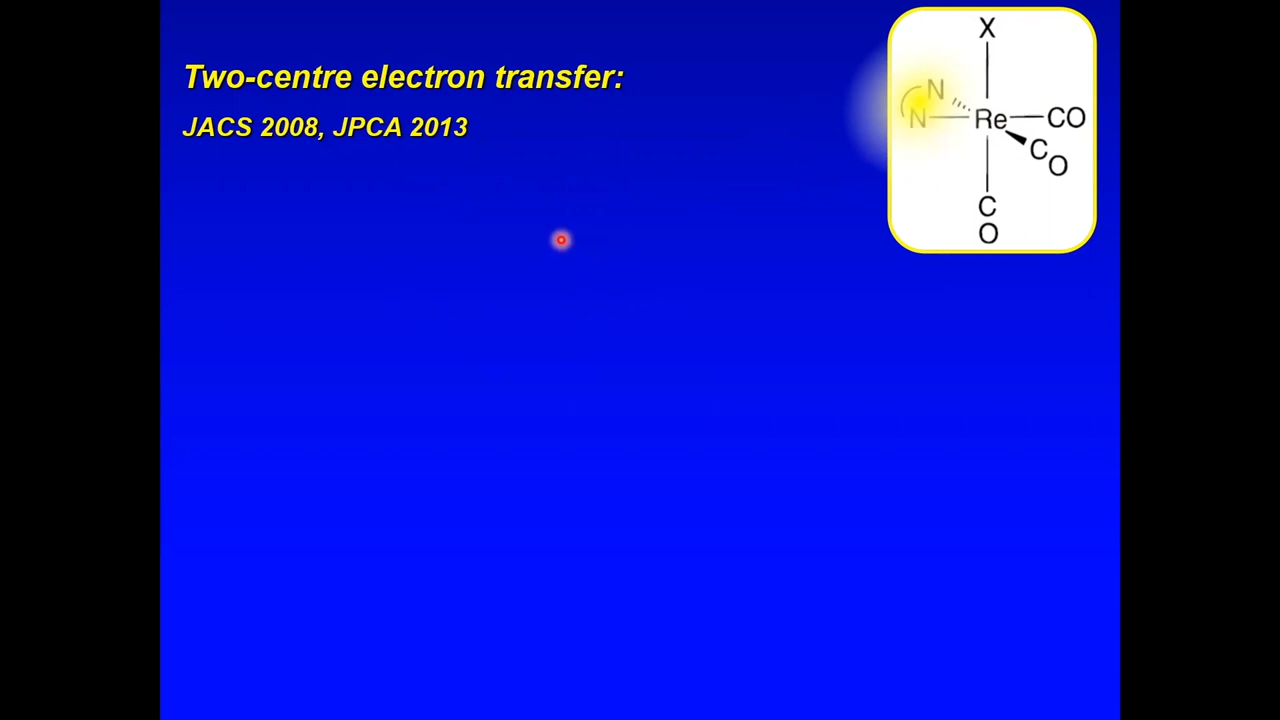 Two-centre electron transfer:
JACS 2008, JPCA 2013
X
N
N
Re
CO
C
O
C
O